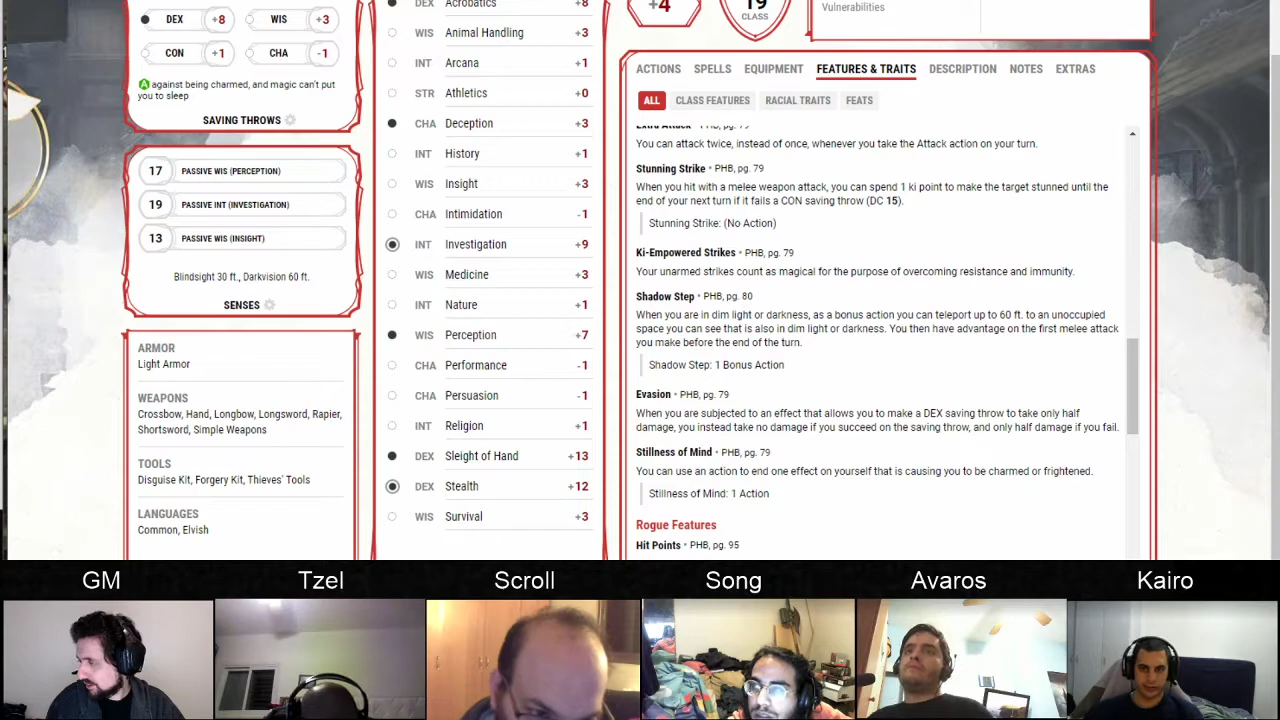 DEX +8 WIS +3
CON +1 CHA -1
A against being charmed, and magic can't put
you to sleep
SAVING THROWS
17 PASSIVE WIS (PERCEPTION)
19 PASSIVE INT (INVESTIGATION)
13 PASSIVE WIS (INSIGHT)
Blindsight 30 ft., Darkvision 60 ft.
SENSES
ARMOR
Light Armor
WEAPONS
Crossbow, Hand, Longbow, Longsword, Rapier,
Shortsword, Simple Weapons
TOOLS
Disguise Kit, Forgery Kit, Thieves' Tools
LANGUAGES
Common, Elvish
DEX Acrobatics +8
WIS Animal Handling +3
INT Arcana +1
STR Athletics +0
CHA Deception +3
INT History +1
WIS Insight +3
CHA Intimidation -1
INT Investigation +9
WIS Medicine +3
INT Nature +1
WIS Perception +7
CHA Performance -1
CHA Persuasion -1
INT Religion +1
DEX Sleight of Hand +13
DEX Stealth +12
WIS Survival +3
+4
19
CLASS
Vulnerabilities
ACTIONS SPELLS EQUIPMENT FEATURES & TRAITS DESCRIPTION NOTES EXTRAS
ALL CLASS FEATURES RACIAL TRAITS FEATS
Extra Attack • PHB, pg. 79
You can attack twice, instead of once, whenever you take the Attack action on your turn.
Stunning Strike • PHB, pg. 79
When you hit with a melee weapon attack, you can spend 1 ki point to make the target stunned until the
end of your next turn if it fails a CON saving throw (DC 15).
Stunning Strike: (No Action)
Ki-Empowered Strikes • PHB, pg. 79
Your unarmed strikes count as magical for the purpose of overcoming resistance and immunity.
Shadow Step • PHB, pg. 80
When you are in dim light or darkness, as a bonus action you can teleport up to 60 ft. to an unoccupied
space you can see that is also in dim light or darkness. You then have advantage on the first melee attack
you make before the end of the turn.
Shadow Step: 1 Bonus Action
Evasion • PHB, pg. 79
When you are subjected to an effect that allows you to make a DEX saving throw to take only half
damage, you instead take no damage if you succeed on the saving throw, and only half damage if you fail.
Stillness of Mind • PHB, pg. 79
You can use an action to end one effect on yourself that is causing you to be charmed or frightened.
Stillness of Mind: 1 Action
Rogue Features
Hit Points • PHB, pg. 95
GM Tzel Scroll Song Avaros Kairo